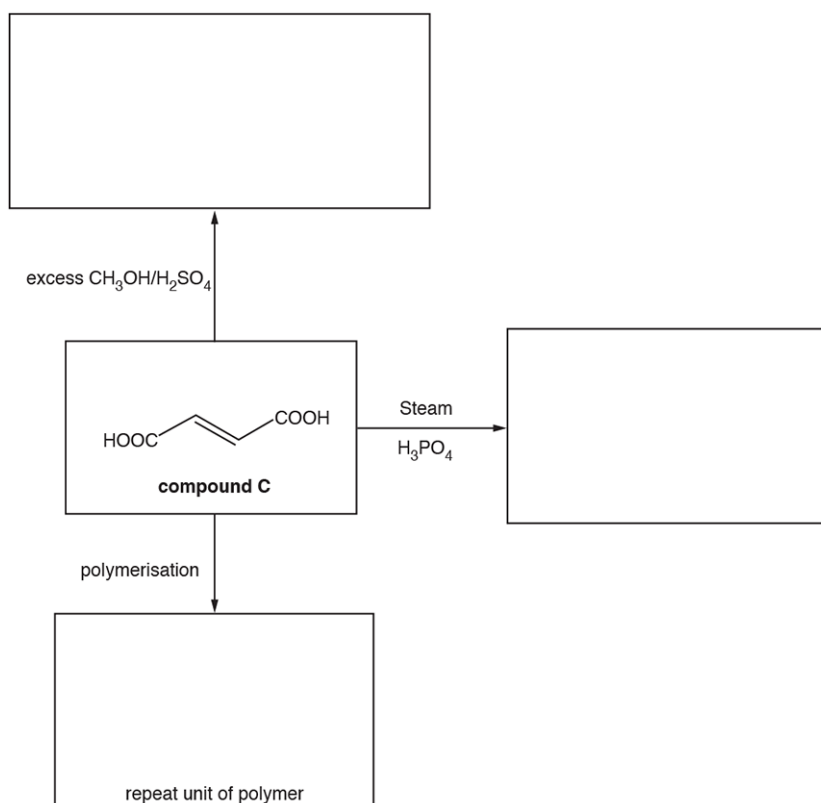 excess CH₃OH/H₂SO₄
HOOC
COOH
compound C
Steam
H₃PO₄
polymerisation
repeat unit of polymer